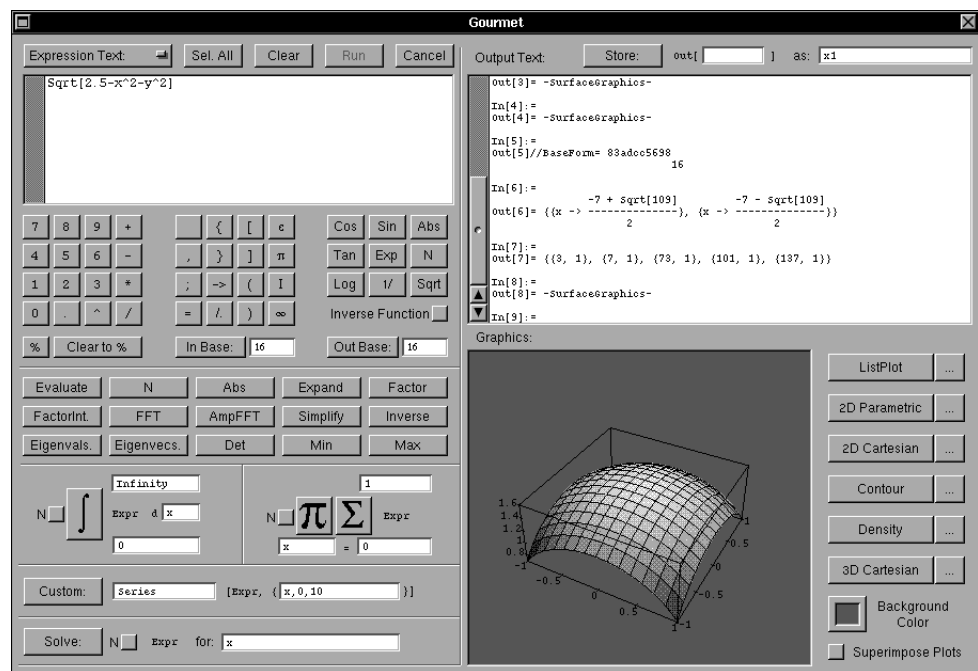 Gourmet
Expression Text: Sel. All Clear Run Cancel
Sqrt[2.5-x^2-y^2]
7 8 9 + { [ ε Cos Sin Abs
4 5 6 - , } ] π Tan Exp N
1 2 3 * ; -> ( I Log 1/ Sqrt
0 . ^ / = /. ) ∞ Inverse Function
% Clear to % In Base: 16 Out Base: 16
Evaluate N Abs Expand Factor
FactorInt. FFT AmpFFT Simplify Inverse
Eigenvals. Eigenvecs. Det Min Max
Infinity
N ∫ Expr d x
0
1
N π Σ Expr
x = 0
Custom: Series [Expr, { x,0,10 }]
Solve: N Expr for: x
Output Text: Store: out[ ] as: x1
Out[3]= -SurfaceGraphics-
In[4]:=
Out[4]= -SurfaceGraphics-
In[5]:=
Out[5]//BaseForm= 83adcc5698
16
In[6]:=
-7 + Sqrt[109] -7 - Sqrt[109]
Out[6]= {{x -> ---------------}, {x -> ---------------}}
2 2
In[7]:=
Out[7]= {{3, 1}, {7, 1}, {73, 1}, {101, 1}, {137, 1}}
In[8]:=
Out[8]= -SurfaceGraphics-
In[9]:=
Graphics:
1.6
1.4
1.2
1
0.8
-1
-0.5
0
0.5
1
-1
-0.5
0
0.5
1
ListPlot ...
2D Parametric ...
2D Cartesian ...
Contour ...
Density ...
3D Cartesian ...
Background
Color
Superimpose Plots